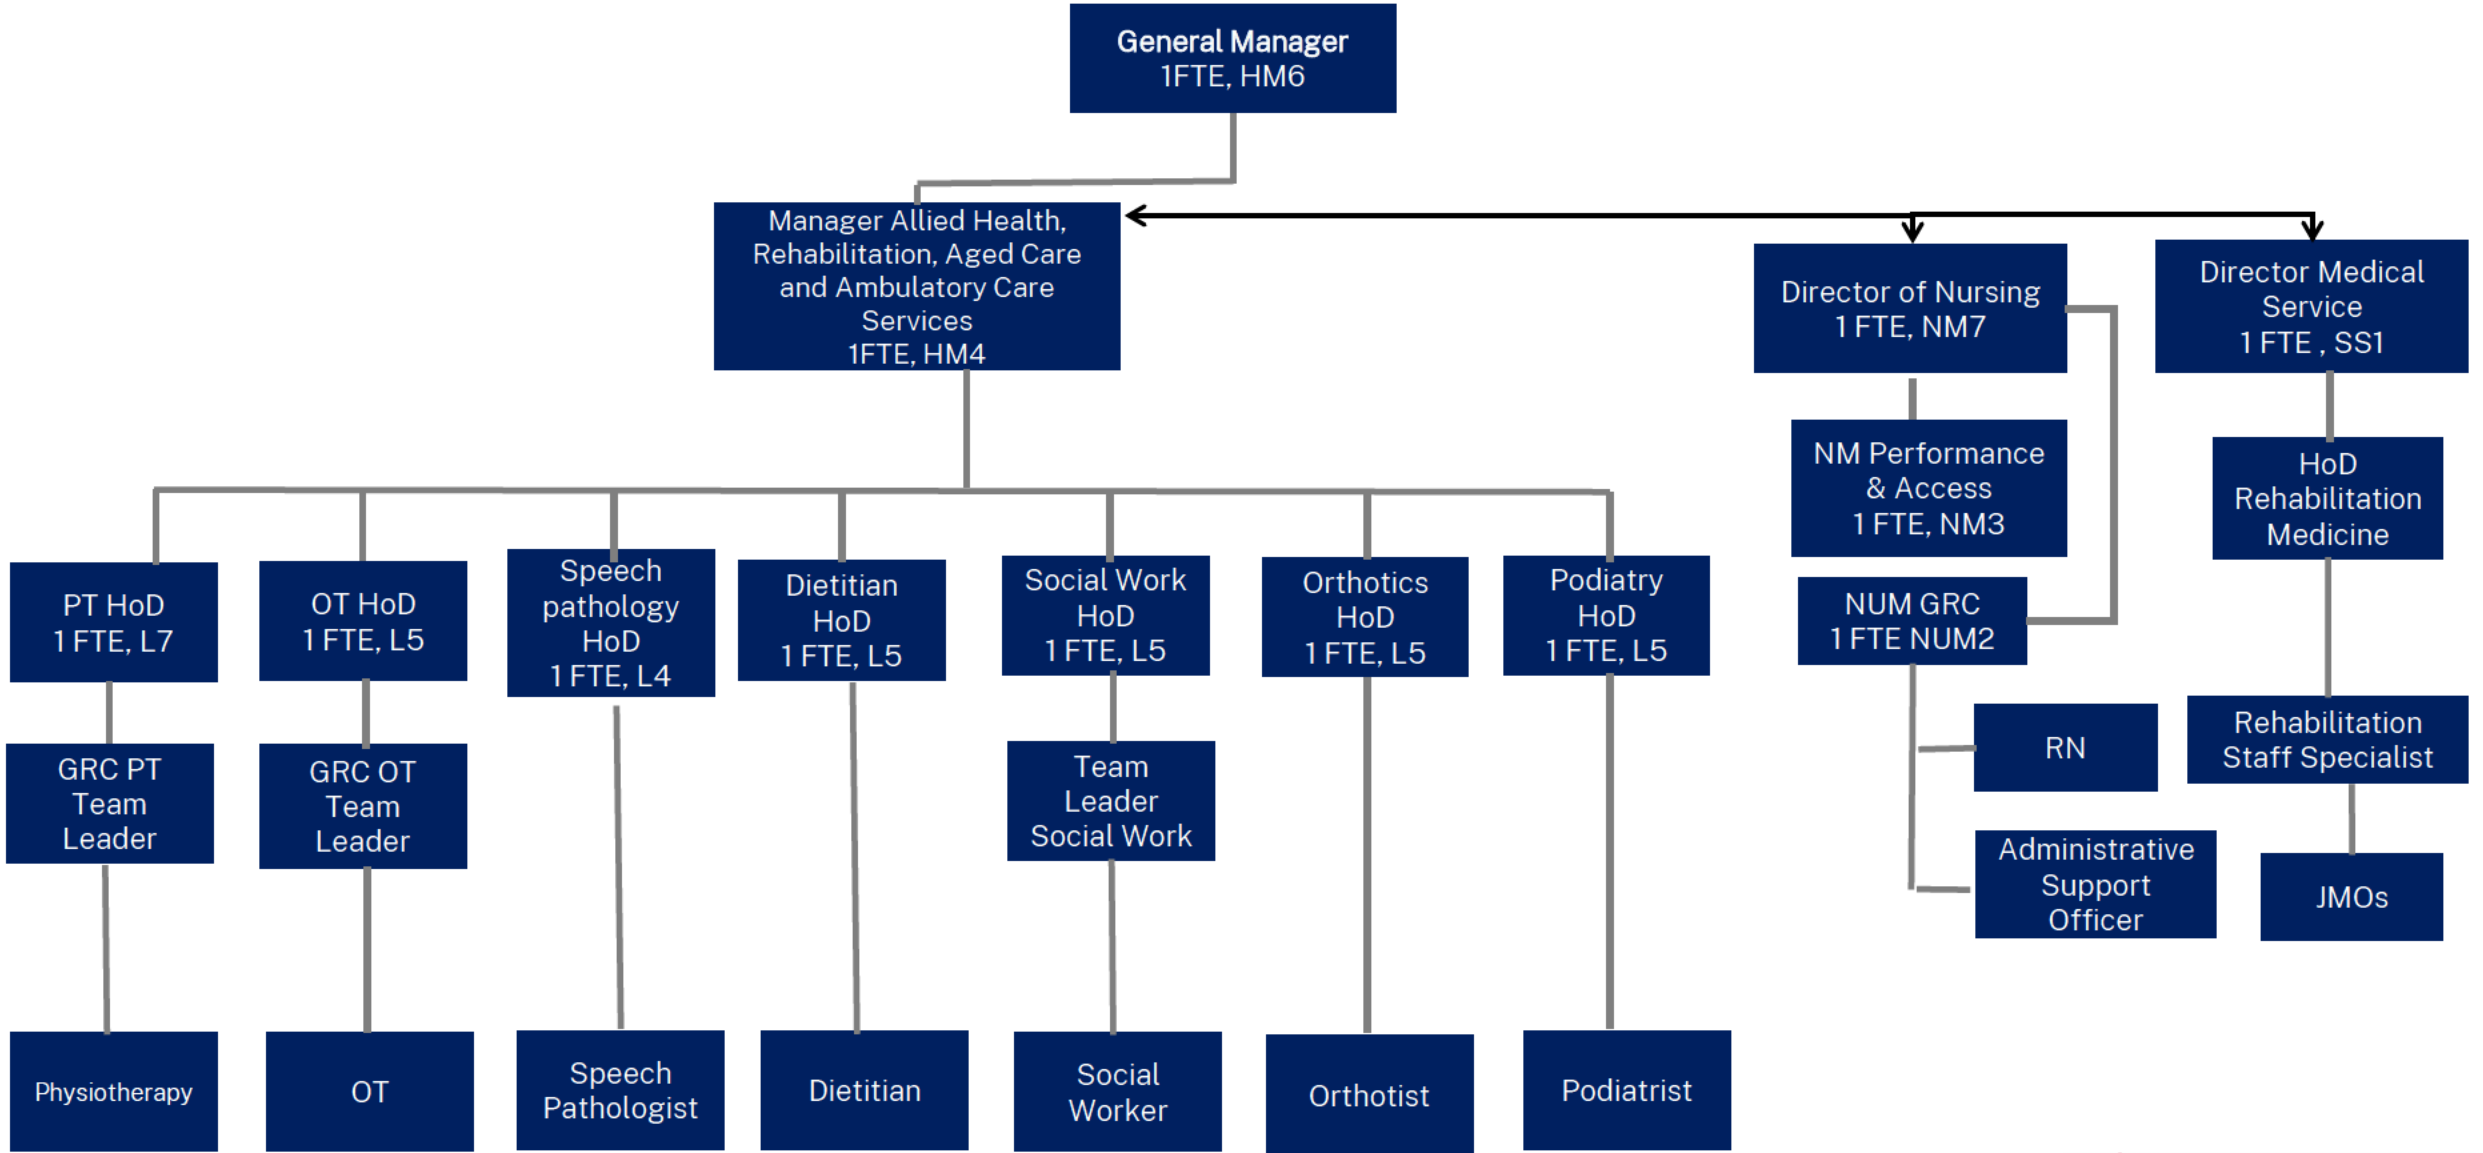 General Manager
1FTE, HM6
Manager Allied Health,
Rehabilitation, Aged Care
and Ambulatory Care
Services
1FTE, HM4
Director of Nursing
1 FTE, NM7
Director Medical
Service
1 FTE , SS1
NM Performance
& Access
1 FTE, NM3
HoD
Rehabilitation
Medicine
PT HoD
1 FTE, L7
OT HoD
1 FTE, L5
Speech
pathology
HoD
1 FTE, L4
Dietitian
HoD
1 FTE, L5
Social Work
HoD
1 FTE, L5
Orthotics
HoD
1 FTE, L5
Podiatry
HoD
1 FTE, L5
NUM GRC
1 FTE NUM2
RN
Rehabilitation
Staff Specialist
GRC PT
Team
Leader
GRC OT
Team
Leader
Team
Leader
Social Work
Administrative
Support
Officer
JMOs
Physiotherapy
OT
Speech
Pathologist
Dietitian
Social
Worker
Orthotist
Podiatrist